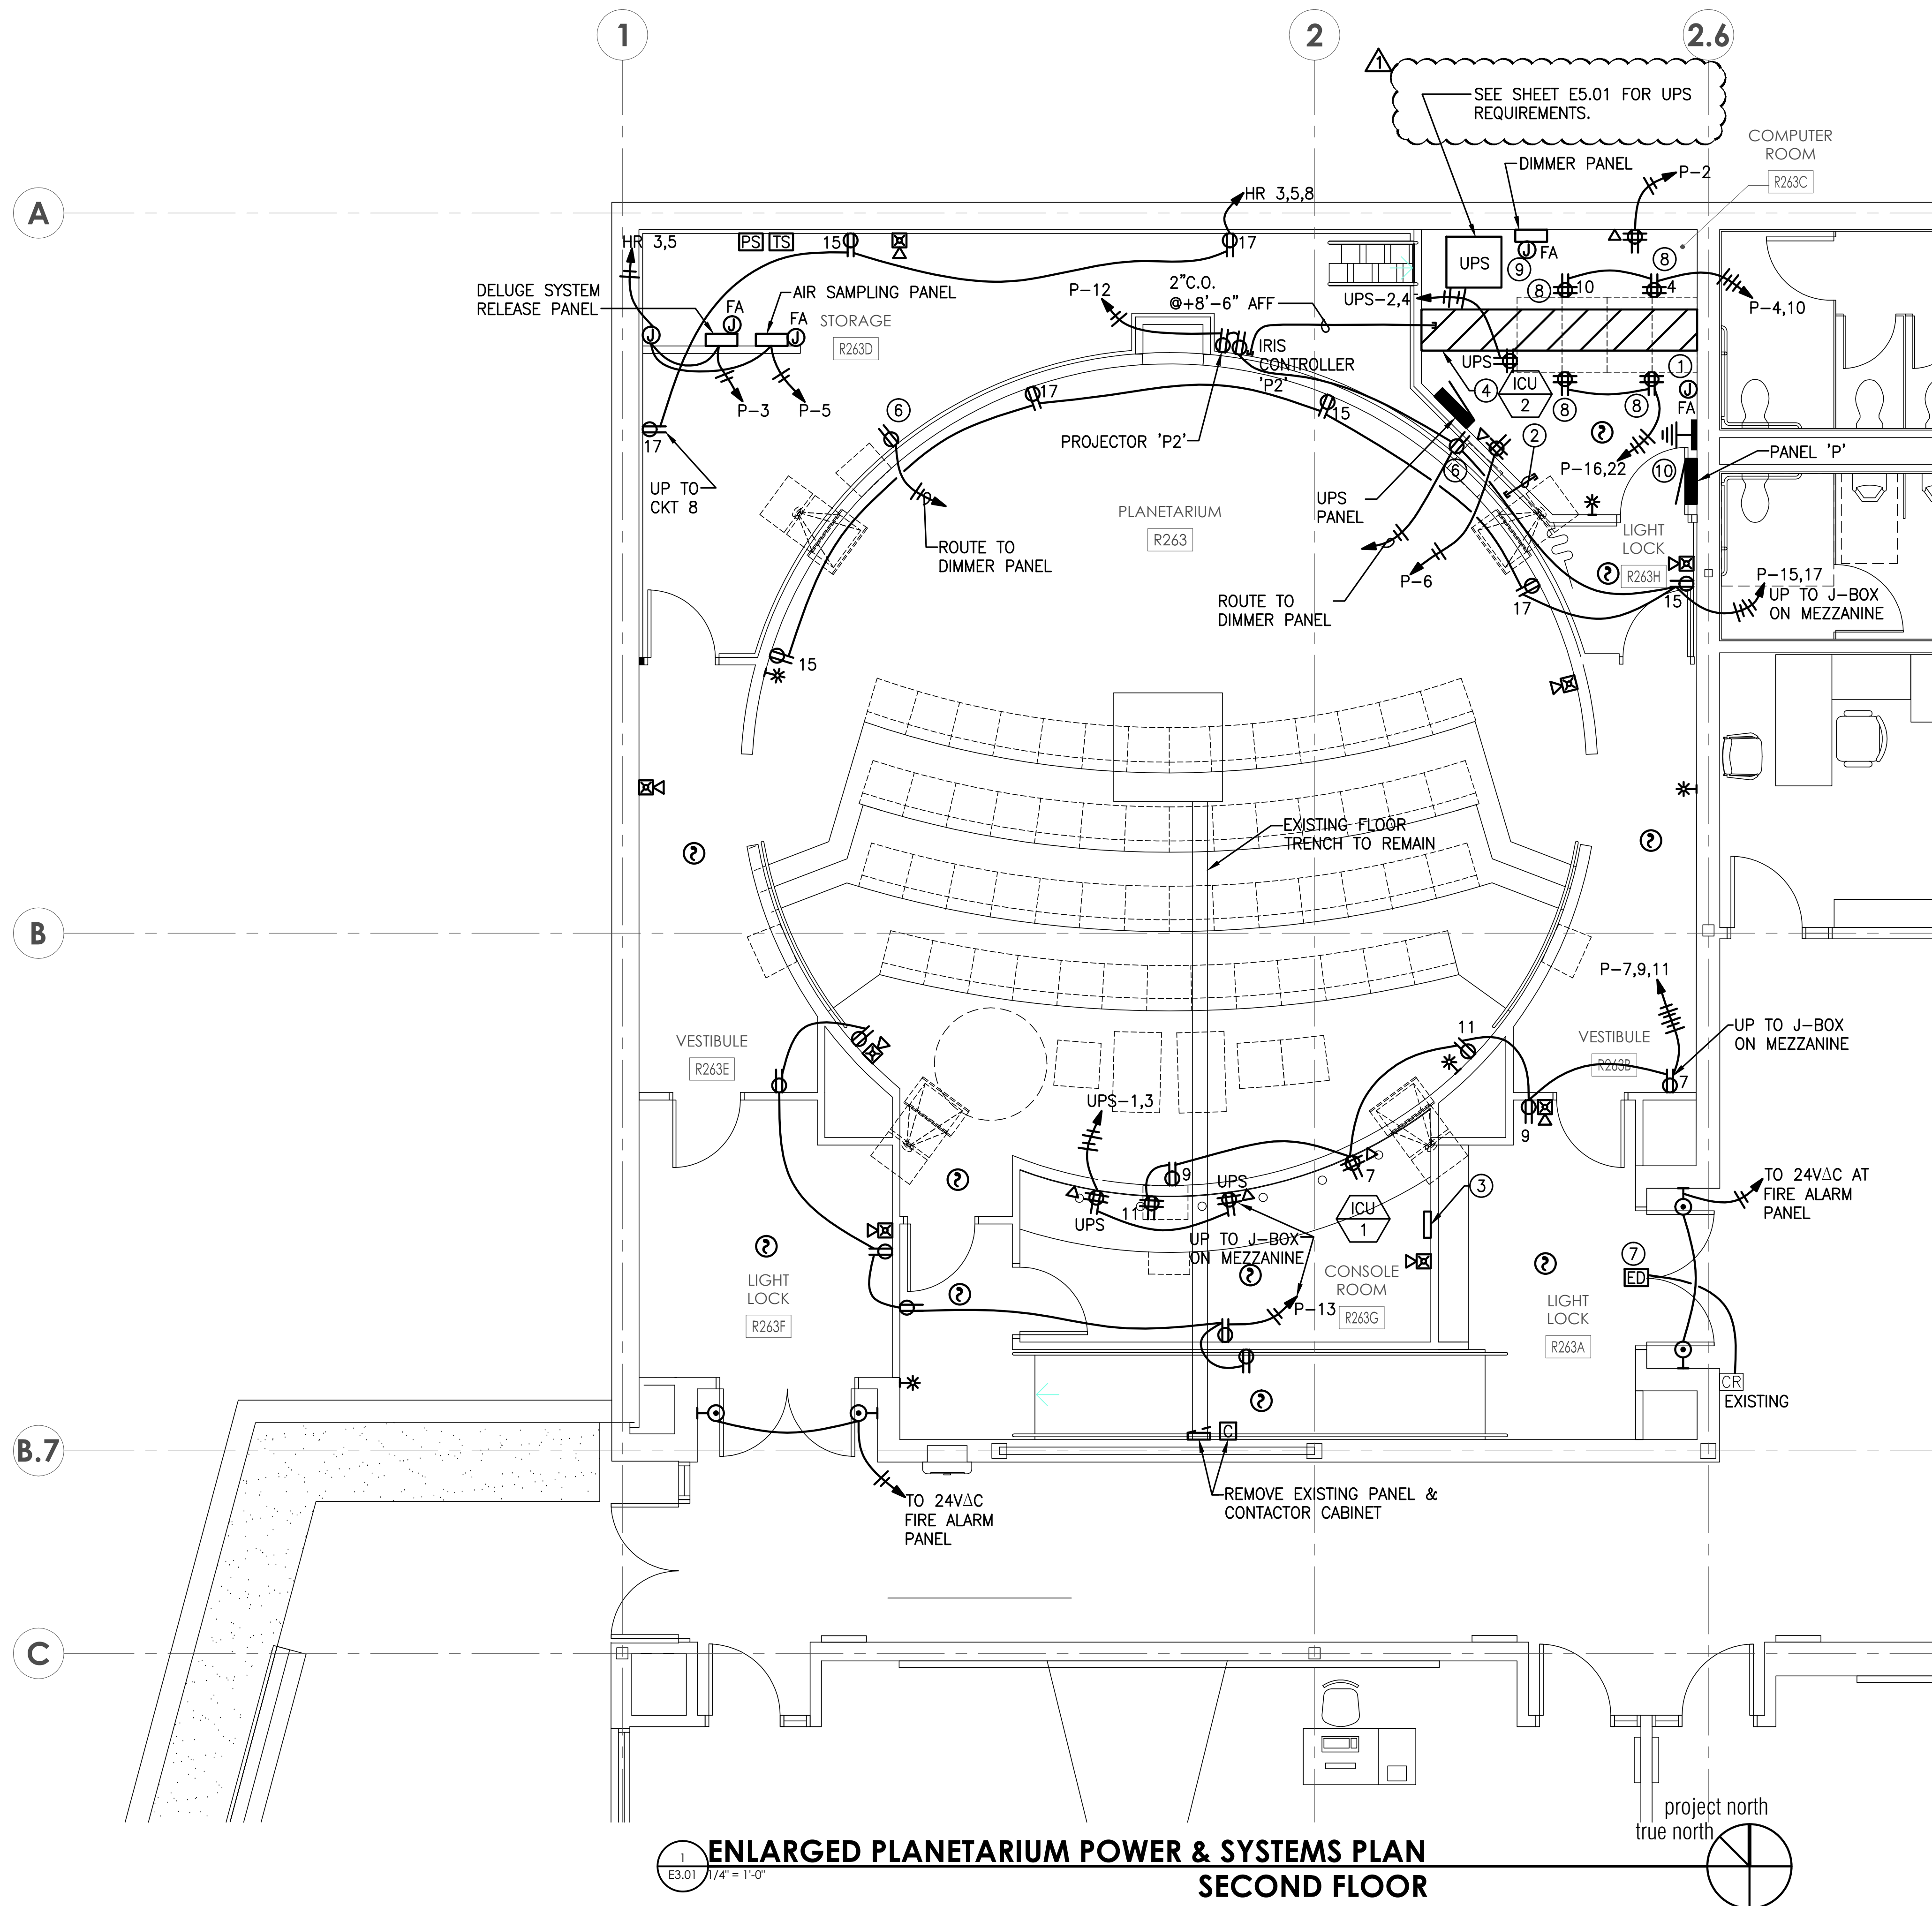 1
2
2.6
1
SEE SHEET E5.01 FOR UPS
REQUIREMENTS.
COMPUTER
ROOM
R263C
DIMMER PANEL
P-2
A
HR 3,5,8
HR 3,5
PS
TS
15
17
UPS
J
FA
9
8
DELUGE SYSTEM
RELEASE PANEL
FA
J
AIR SAMPLING PANEL
FA
J
J
STORAGE
R263D
P-12
2"C.O.
@+8'-6" AFF
UPS-2,4
8
10
4
P-4,10
IRIS
CONTROLLER
'P2'
UPS
4
ICU
2
1
J
FA
8
8
P-3
P-5
6
17
15
17
PROJECTOR 'P2'
2
6
P-16,22
10
PANEL 'P'
UP TO
CKT 8
UPS
PANEL
PLANETARIUM
R263
LIGHT
LOCK
R263H
ROUTE TO
DIMMER PANEL
P-6
ROUTE TO
DIMMER PANEL
17
15
P-15,17
UP TO J-BOX
ON MEZZANINE
15
EXISTING FLOOR
TRENCH TO REMAIN
B
P-7,9,11
VESTIBULE
R263E
11
VESTIBULE
R263B
UP TO J-BOX
ON MEZZANINE
7
UPS-1,3
9
9
7
UPS
UPS
11
3
ICU
1
TO 24VΔC AT
FIRE ALARM
PANEL
UP TO J-BOX
ON MEZZANINE
7
ED
CONSOLE
ROOM
R263G
LIGHT
LOCK
R263F
P-13
LIGHT
LOCK
R263A
CR
EXISTING
B.7
C
TO 24VΔC
FIRE ALARM
PANEL
REMOVE EXISTING PANEL &
CONTACTOR CABINET
C
project north
true north
1
E3.01
ENLARGED PLANETARIUM POWER & SYSTEMS PLAN
1/4" = 1'-0"
SECOND FLOOR